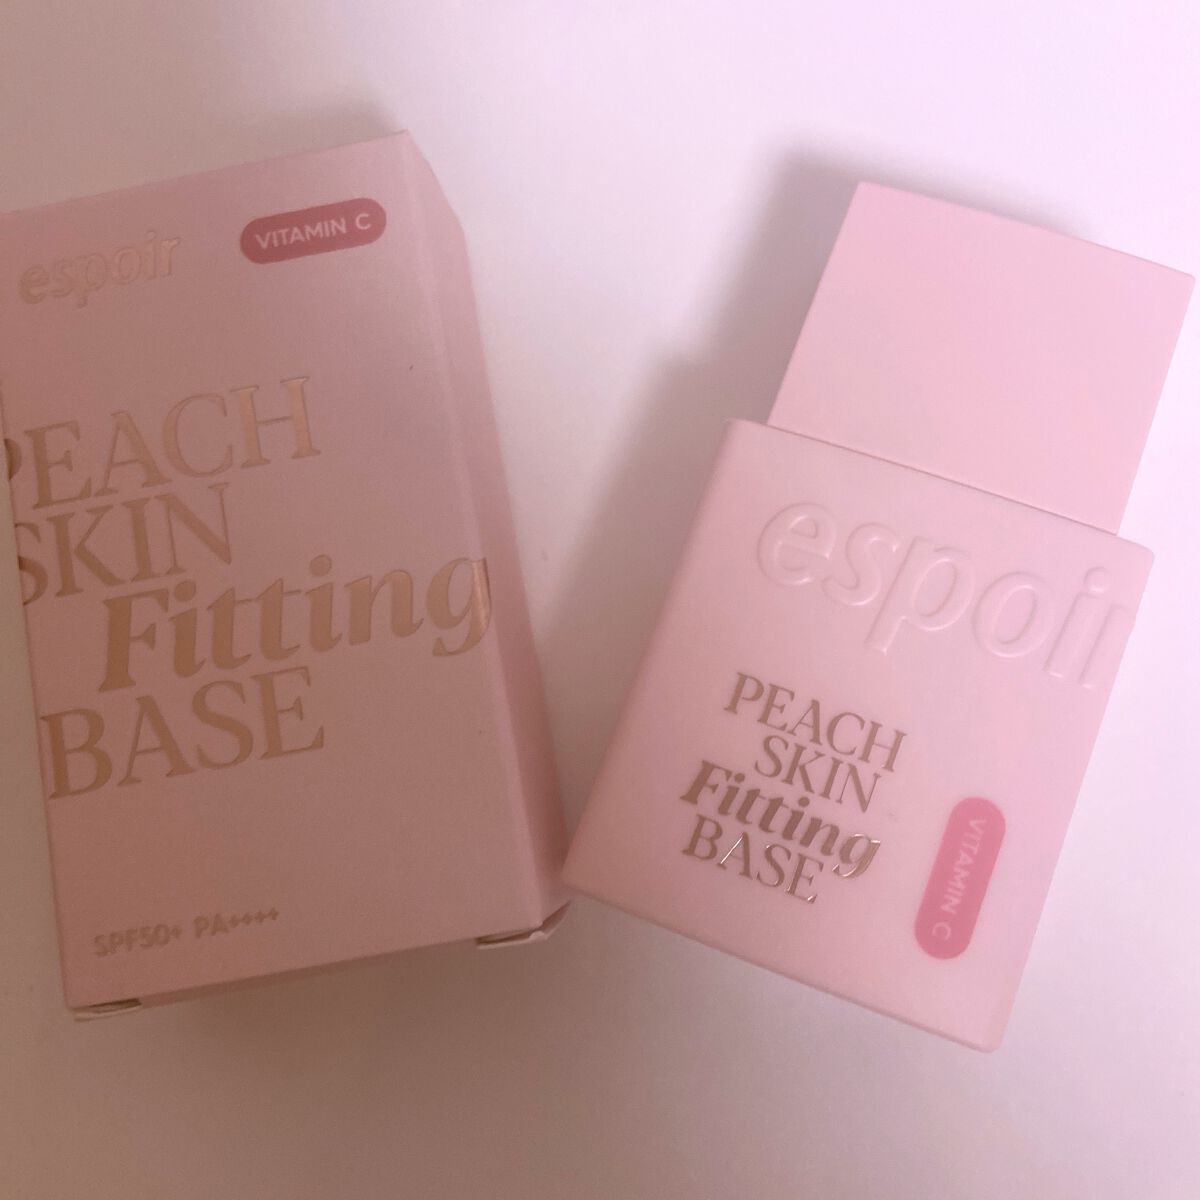 espoir
VITAMIN C
PEACH
SKIN
Fitting
BASE
SPF50+ PA++++
espoir
PEACH
SKIN
Fitting
BASE
VITAMIN C